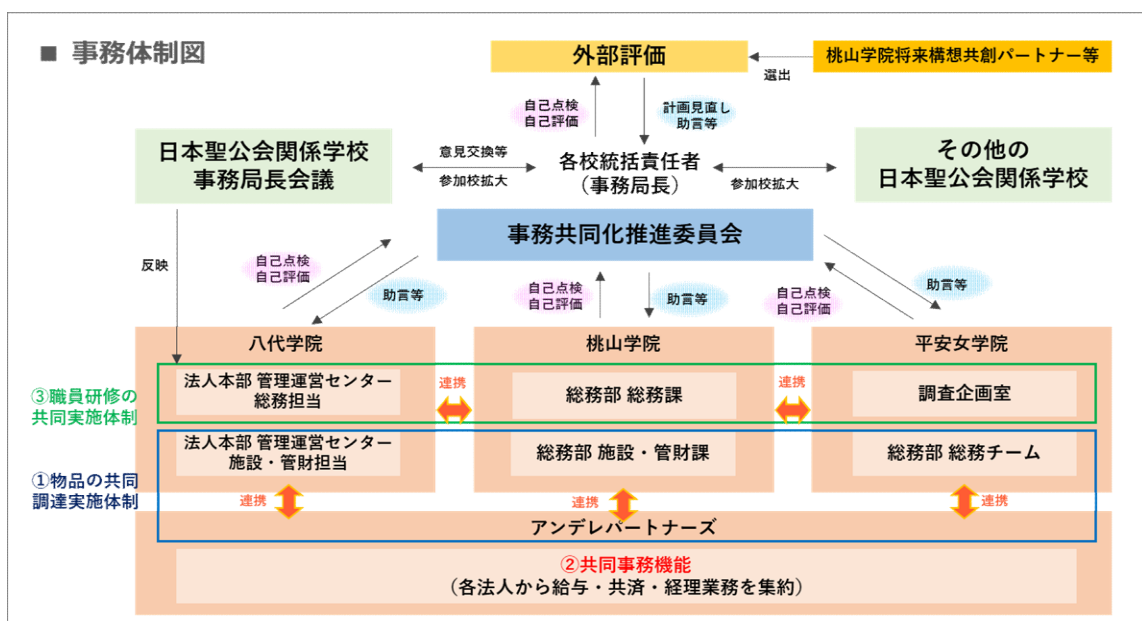 ■ 事務体制図
外部評価
桃山学院将来構想共創パートナー等
選出
自己点検
自己評価
計画見直し
助言等
日本聖公会関係学校
事務局長会議
意見交換等
参加校拡大
各校統括責任者
（事務局長）
参加校拡大
その他の
日本聖公会関係学校
事務共同化推進委員会
反映
自己点検
自己評価
助言等
自己点検
自己評価
助言等
自己点検
自己評価
助言等
八代学院
桃山学院
平安女学院
③職員研修の
共同実施体制
法人本部 管理運営センター
総務担当
連携
総務部 総務課
連携
調査企画室
①物品の共同
調達実施体制
法人本部 管理運営センター
施設・管財担当
総務部 施設・管財課
総務部 総務チーム
連携
連携
連携
アンデレパートナーズ
②共同事務機能
（各法人から給与・共済・経理業務を集約）